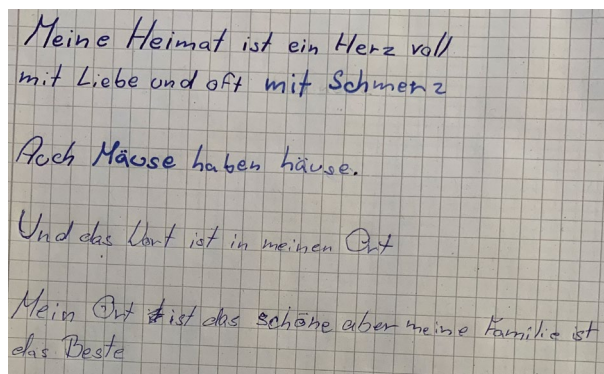 Meine Heimat ist ein Herz voll
mit Liebe und oft mit Schmerz
Auch Mäuse haben häuse.
Und das Wort ist in meinen Ort
Mein Ort ist das schöne aber meine Familie ist
das Beste